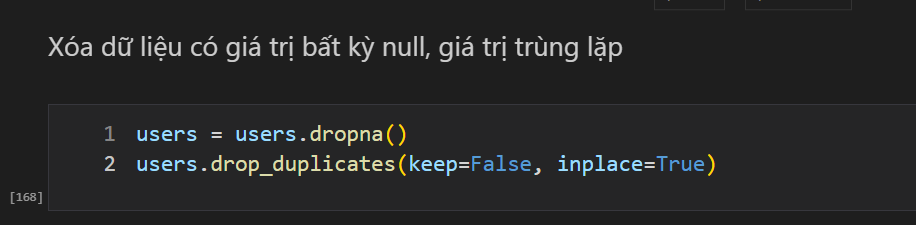 Xóa dữ liệu có giá trị bất kỳ null, giá trị trùng lặp
1 users = users.dropna()
2 users.drop_duplicates(keep=False, inplace=True)
[168]